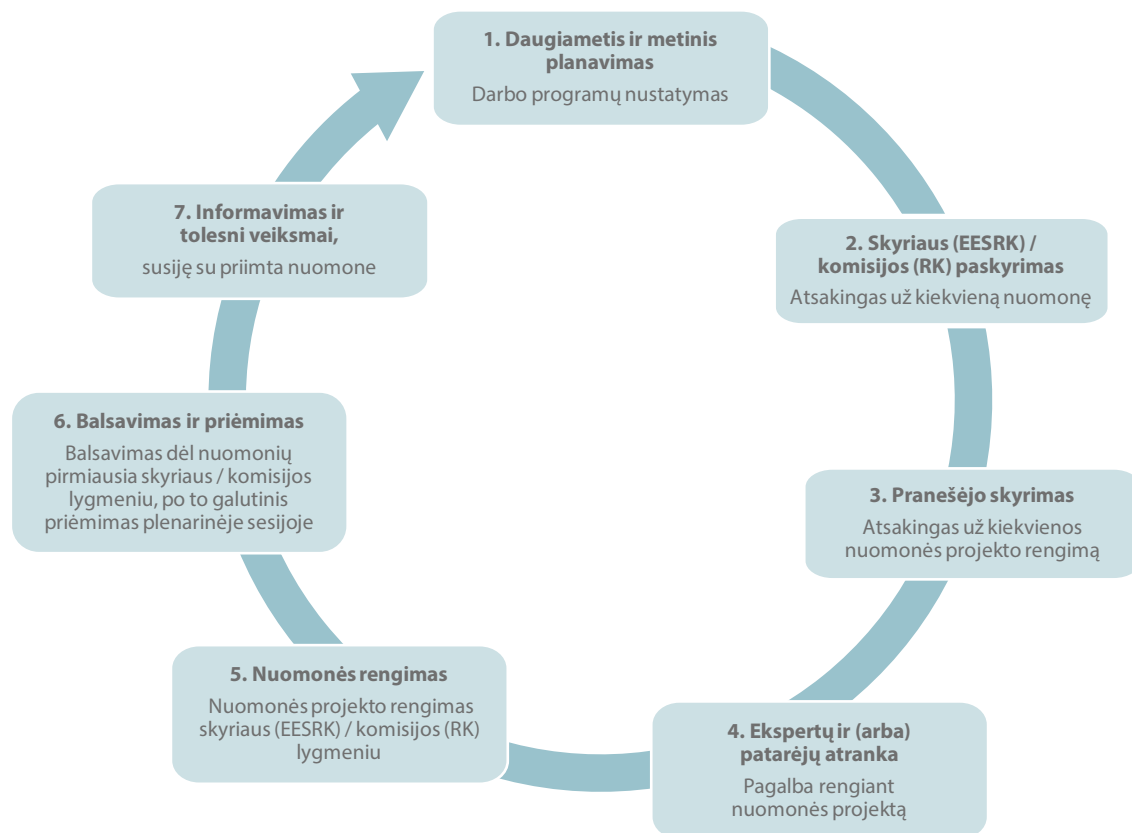 1. Daugiametis ir metinis
planavimas
Darbo programų nustatymas
2. Skyriaus (EESRK) /
komisijos (RK) paskyrimas
Atsakingas už kiekvieną nuomonę
3. Pranešėjo skyrimas
Atsakingas už kiekvienos
nuomonės projekto rengimą
4. Ekspertų ir (arba)
patarėjų atranka
Pagalba rengiant
nuomonės projektą
5. Nuomonės rengimas
Nuomonės projekto rengimas
skyriaus (EESRK) / komisijos (RK)
lygmeniu
6. Balsavimas ir priėmimas
Balsavimas dėl nuomonių
pirmiausia skyriaus / komisijos
lygmeniu, po to galutinis
priėmimas plenarinėje sesijoje
7. Informavimas ir
tolesni veiksmai,
susiję su priimta nuomone